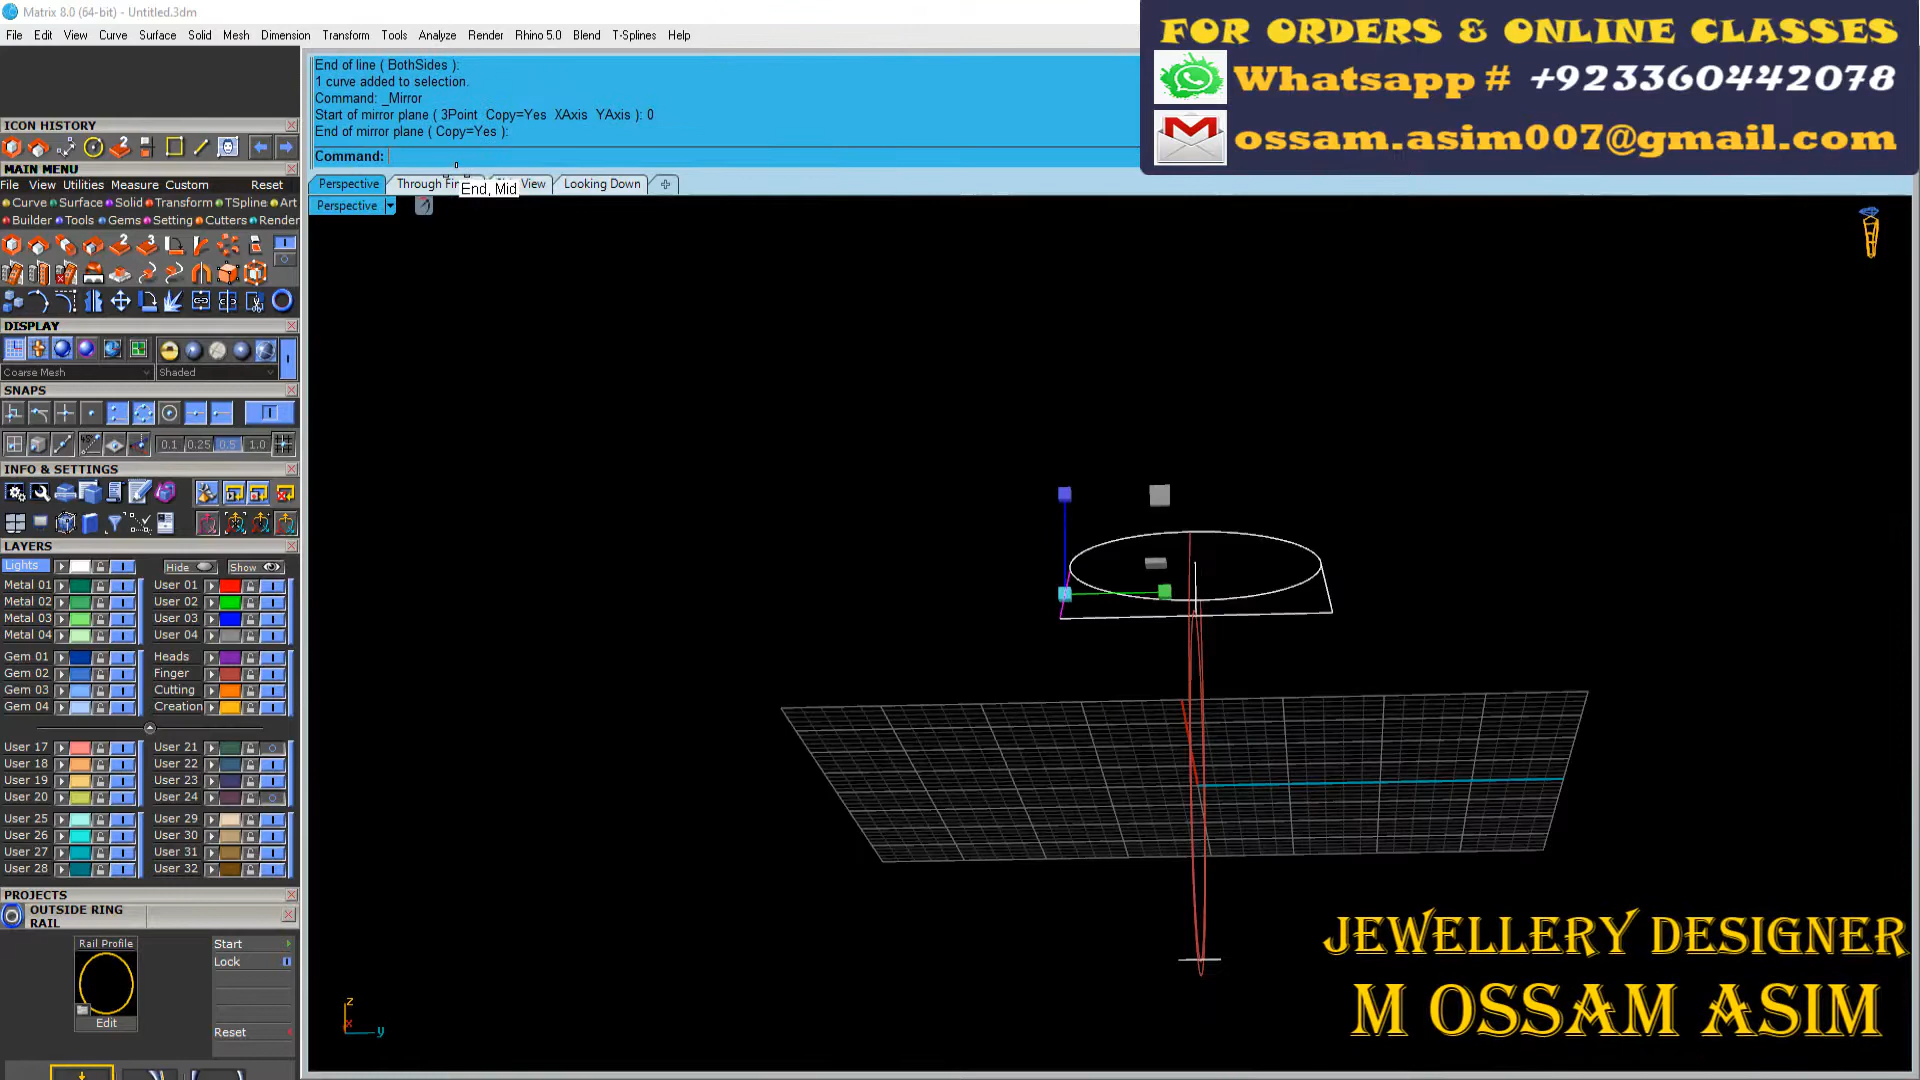 Matrix 8.0 (64-bit) - Untitled.3dm
File Edit View Curve Surface Solid Mesh Dimension Transform Tools Analyze Render Rhino 5.0 Blend T-Splines Help
FOR ORDERS & ONLINE CLASSES
Whatsapp # +923360442078
ossam.asim007@gmail.com
End of line ( BothSides ):
1 curve added to selection.
Command: _Mirror
Start of mirror plane ( 3Point Copy=Yes XAxis YAxis ): 0
End of mirror plane ( Copy=Yes ):
Command:
Perspective Through Fin View Looking Down
End, Mid
Perspective
ICON HISTORY
MAIN MENU
File View Utilities Measure Custom Reset
Curve Surface Solid Transform TSpline Art
Builder Tools Gems Setting Cutters Render
DISPLAY
Coarse Mesh Shaded
SNAPS
0.1 0.25 0.5 1.0
INFO & SETTINGS
LAYERS
Lights Hide Show
Metal 01 User 01
Metal 02 User 02
Metal 03 User 03
Metal 04 User 04
Gem 01 Heads
Gem 02 Finger
Gem 03 Cutting
Gem 04 Creation
User 17 User 21
User 18 User 22
User 19 User 23
User 20 User 24
User 25 User 29
User 26 User 30
User 27 User 31
User 28 User 32
PROJECTS
OUTSIDE RING
RAIL
Rail Profile Start
Lock
Edit
Reset
z
x
y
JEWELLERY DESIGNER
M OSSAM ASIM